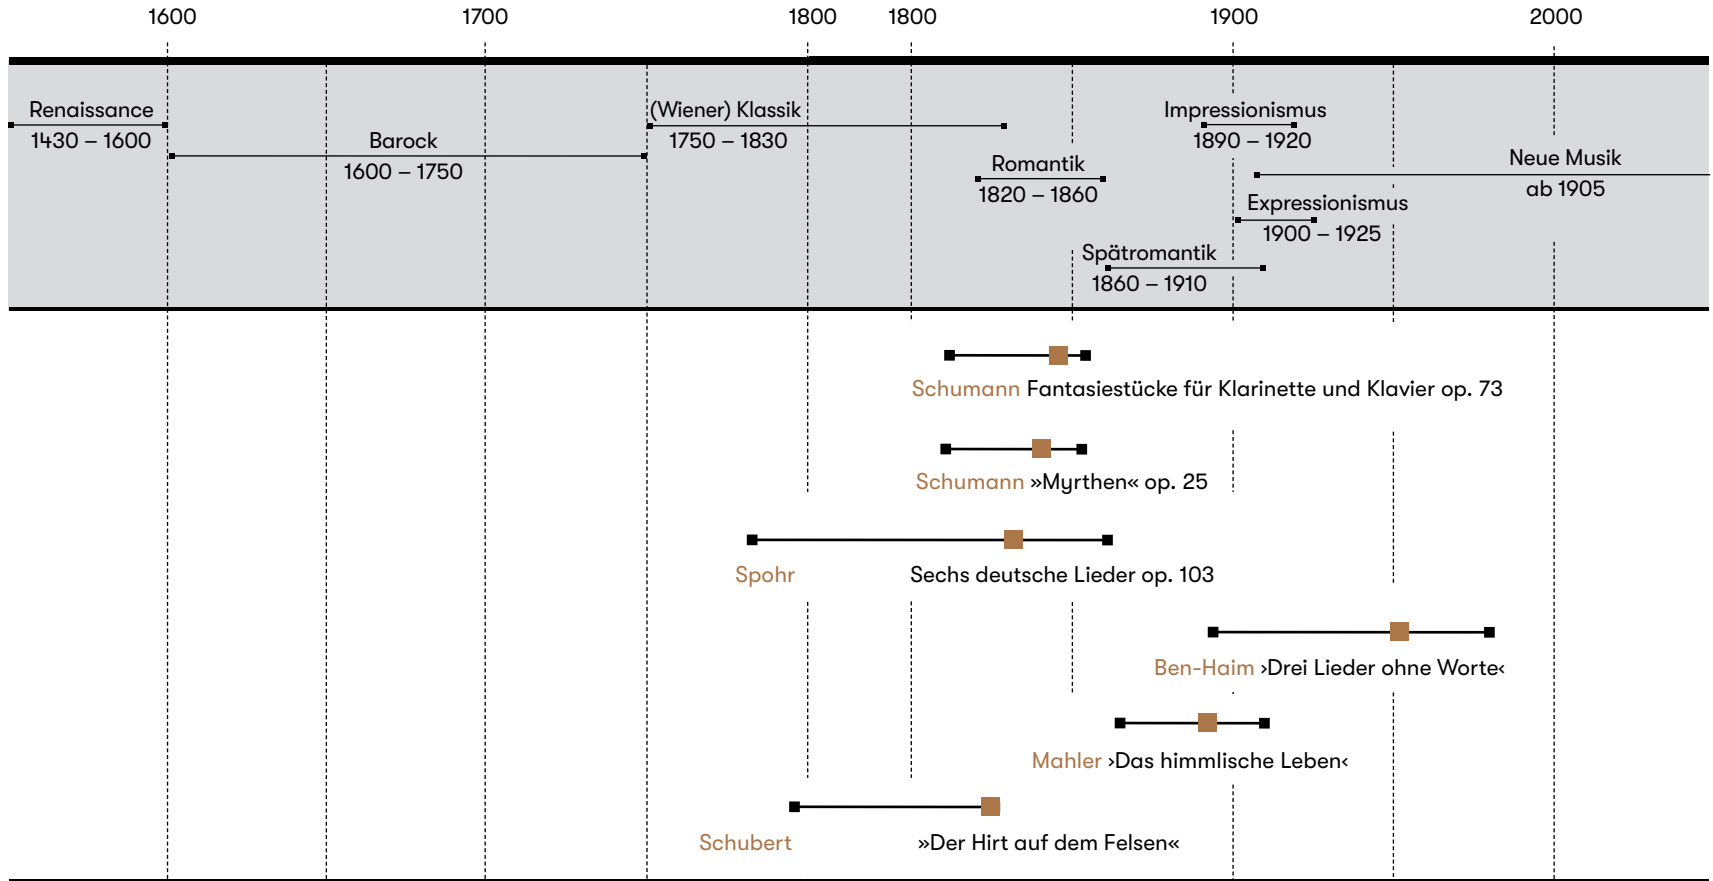 1600 1700 1800 1800 1900 2000
Renaissance
1430 – 1600
Barock
1600 – 1750
(Wiener) Klassik
1750 – 1830
Romantik
1820 – 1860
Spätromantik
1860 – 1910
Impressionismus
1890 – 1920
Expressionismus
1900 – 1925
Neue Musik
ab 1905
Schumann Fantasiestücke für Klarinette und Klavier op. 73
Schumann »Myrthen« op. 25
Spohr Sechs deutsche Lieder op. 103
Ben-Haim ›Drei Lieder ohne Worte‹
Mahler ›Das himmlische Leben‹
Schubert »Der Hirt auf dem Felsen«